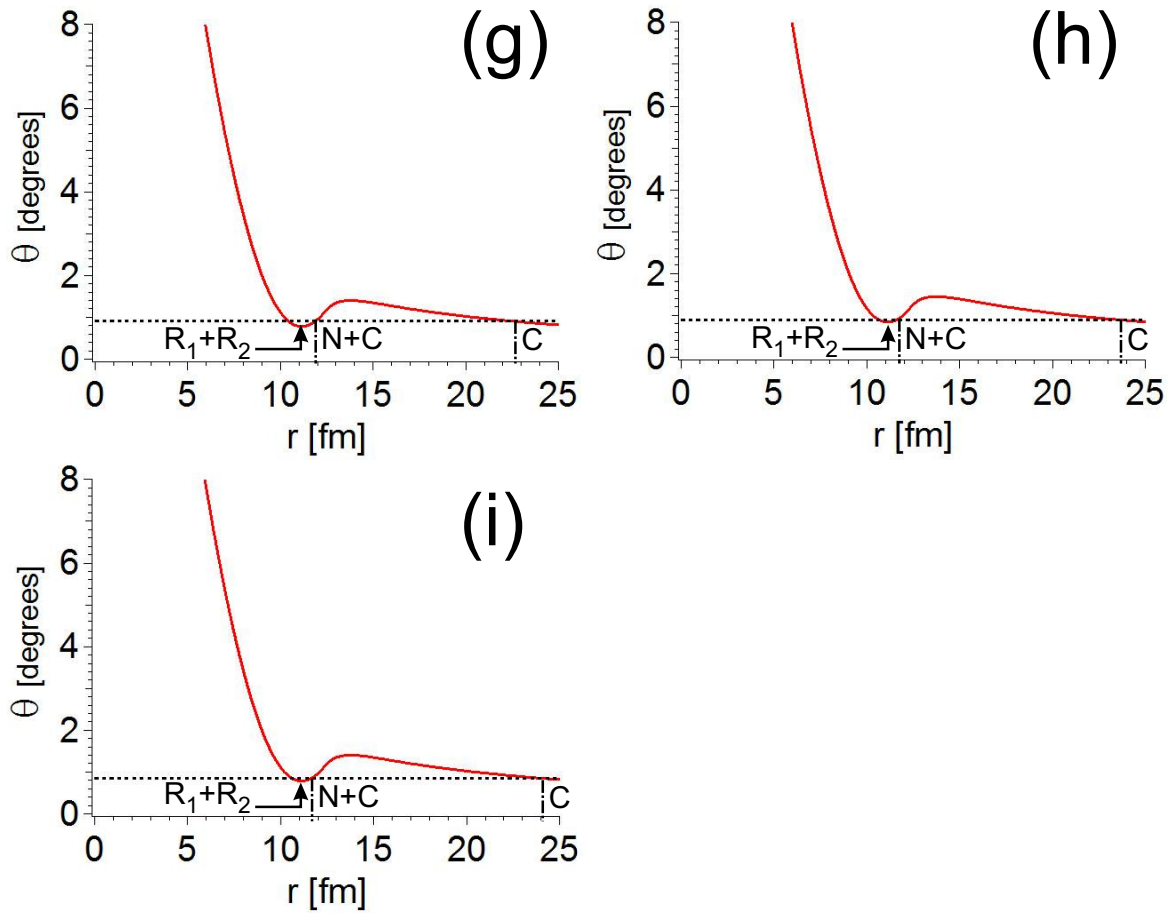 (g)
8
6
4
2
0
θ [degrees]
R₁+R₂
N+C
C
0 5 10 15 20 25
r [fm]
(h)
8
6
4
2
0
θ [degrees]
R₁+R₂
N+C
C
0 5 10 15 20 25
r [fm]
(i)
8
6
4
2
0
θ [degrees]
R₁+R₂
N+C
C
0 5 10 15 20 25
r [fm]